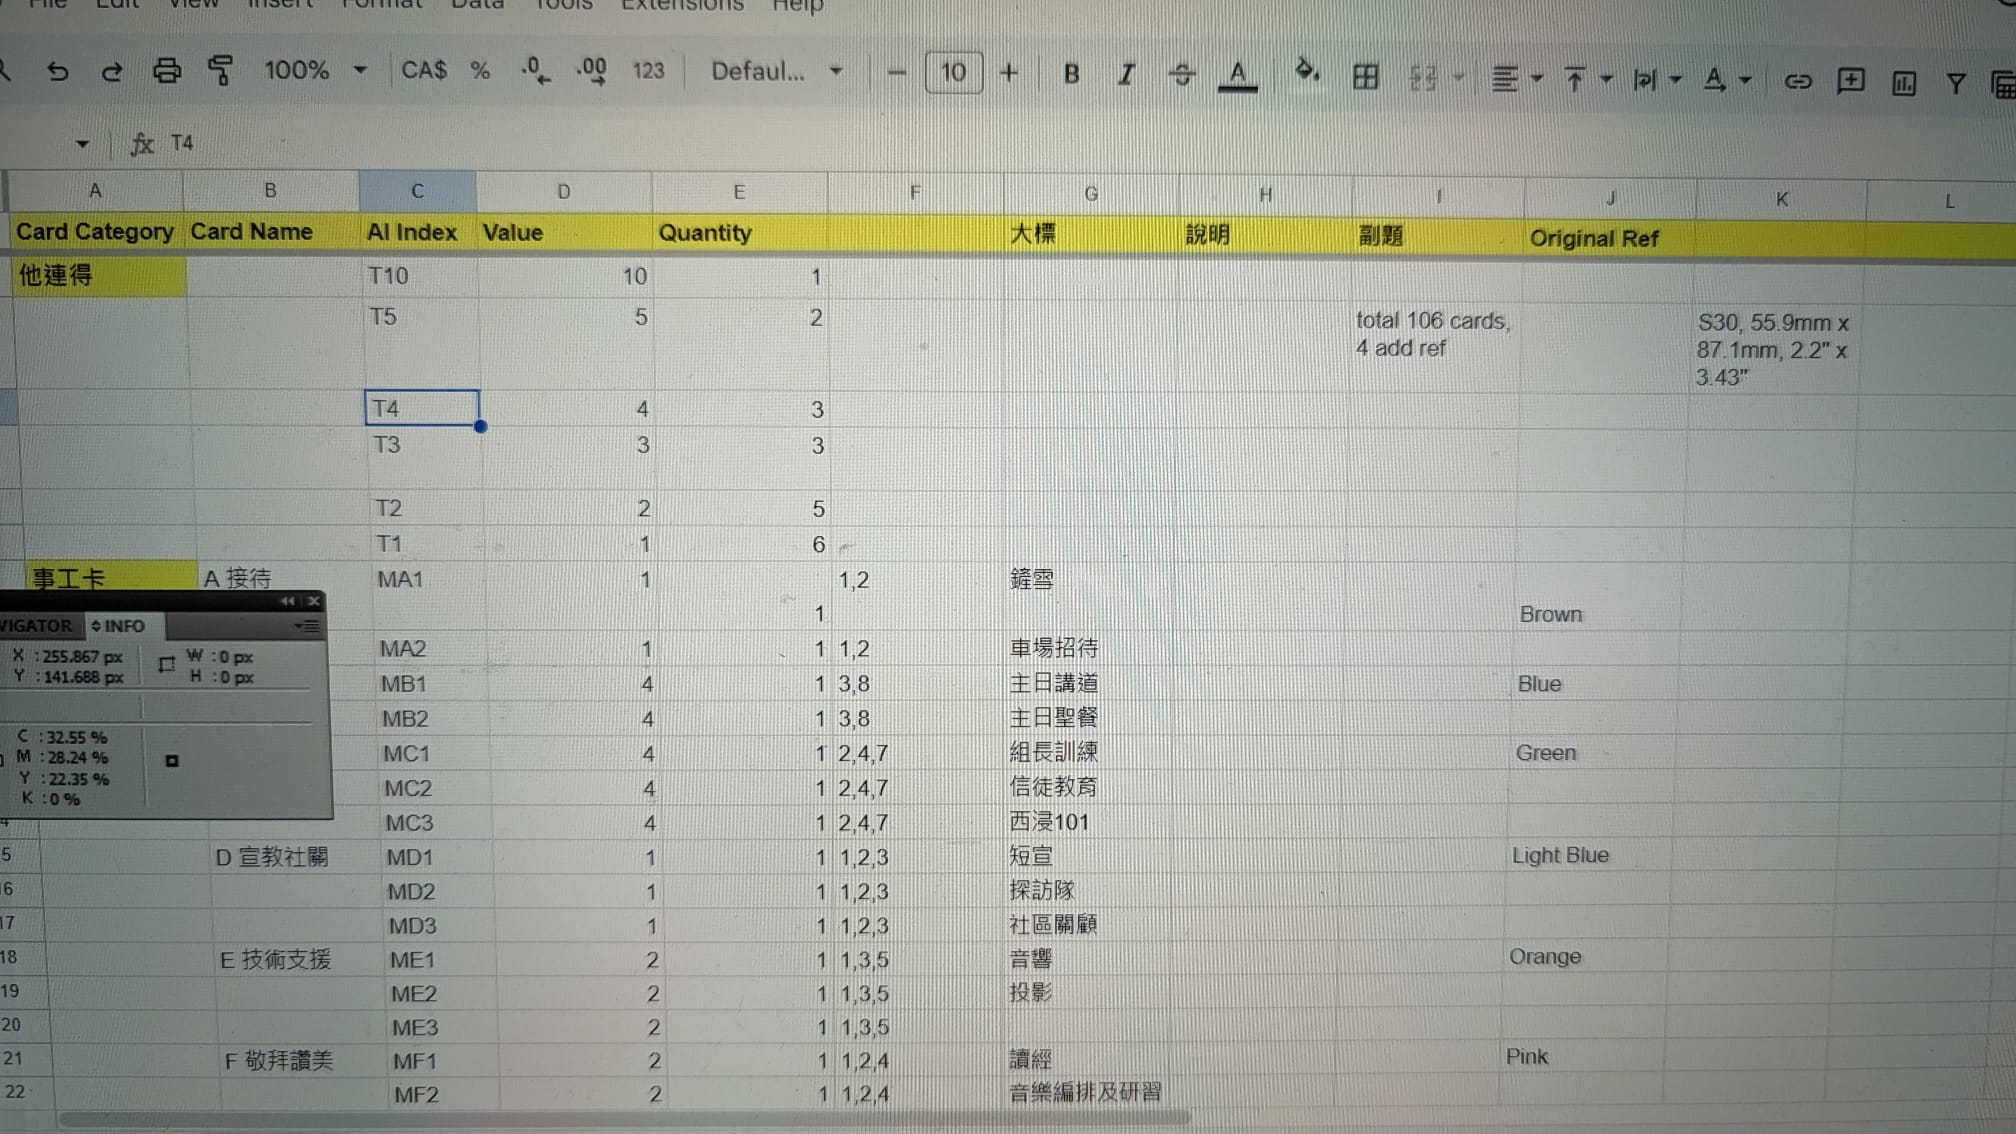 File Edit View Insert Format Data Tools Extensions Help
100% CA$ % .0 .00 123 Defaul... − 10 + B I A
fx T4
A B C D E F G H I J K L
Card Category Card Name AI Index Value Quantity 大標 說明 副題 Original Ref
他連得 T10 10 1
T5 5 2 total 106 cards, 4 add ref S30, 55.9mm x 87.1mm, 2.2" x 3.43"
T4 4 3
T3 3 3
T2 2 5
T1 1 6
事工卡 A 接待 MA1 1 1 1,2 鏟雪 Brown
MA2 1 1 1,2 車場招待
MB1 4 1 3,8 主日講道 Blue
MB2 4 1 3,8 主日聖餐
MC1 4 1 2,4,7 組長訓練 Green
MC2 4 1 2,4,7 信徒教育
MC3 4 1 2,4,7 西浸101
5 D 宣教社關 MD1 1 1 1,2,3 短宣 Light Blue
16 MD2 1 1 1,2,3 探訪隊
17 MD3 1 1 1,2,3 社區關顧
18 E 技術支援 ME1 2 1 1,3,5 音響 Orange
19 ME2 2 1 1,3,5 投影
20 ME3 2 1 1,3,5
21 F 敬拜讚美 MF1 2 1 1,2,4 讀經 Pink
22 MF2 2 1 1,2,4 音樂編排及研習
VIGATOR INFO
X : 255.867 px W : 0 px
Y : 141.688 px H : 0 px
C : 32.55 %
M : 28.24 %
Y : 22.35 %
K : 0 %